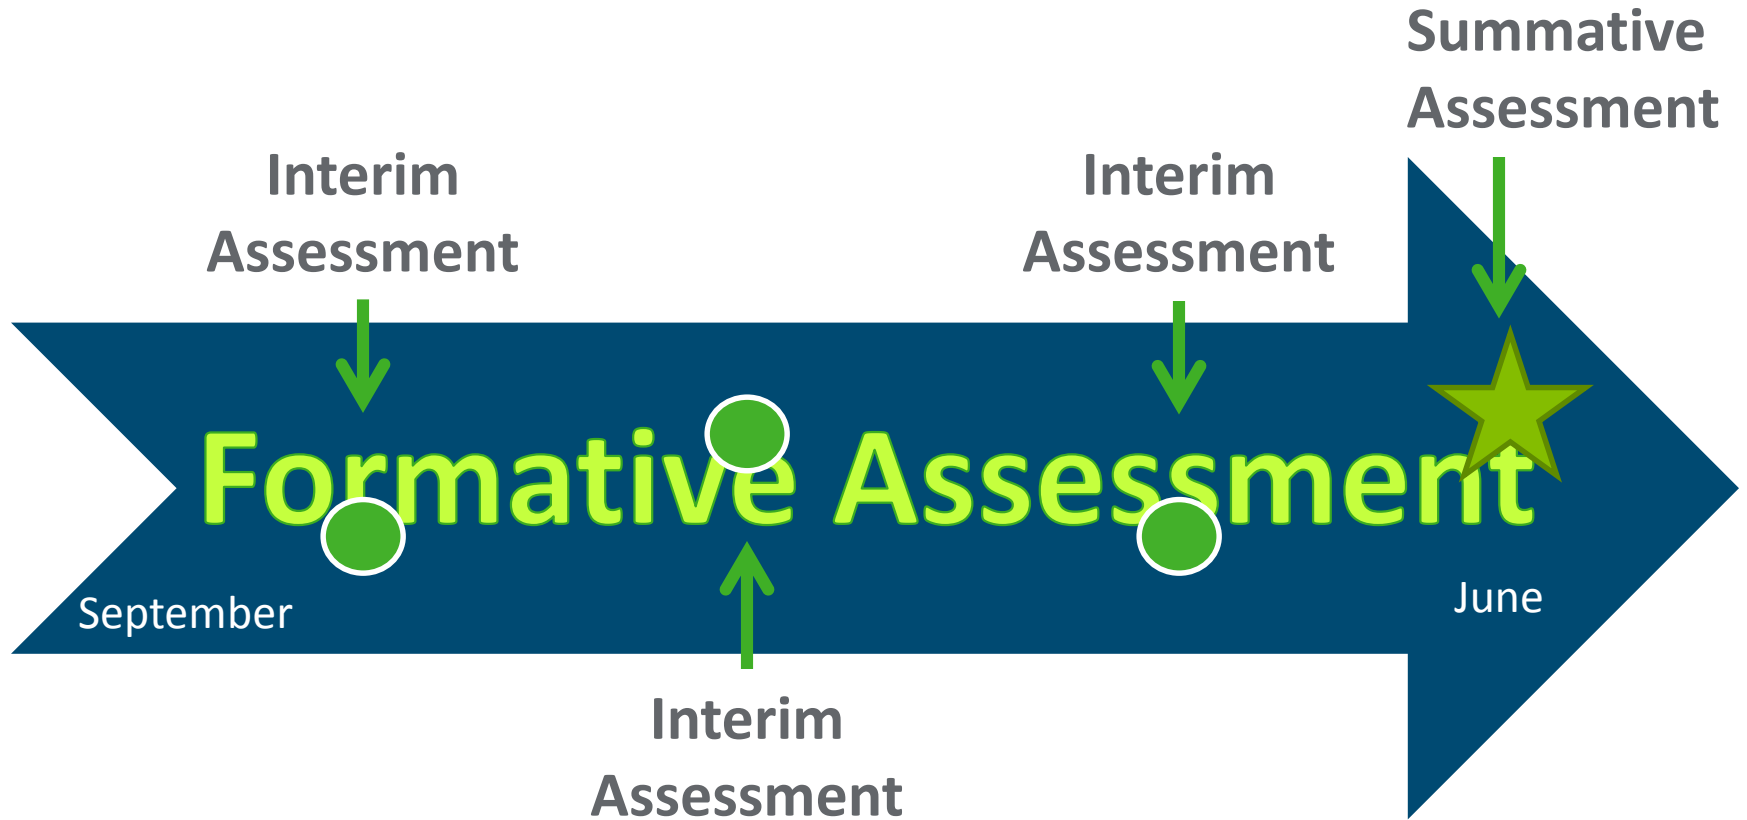 Summative
Assessment
Interim
Assessment
Interim
Assessment
Formative Assessment
September
June
Interim
Assessment